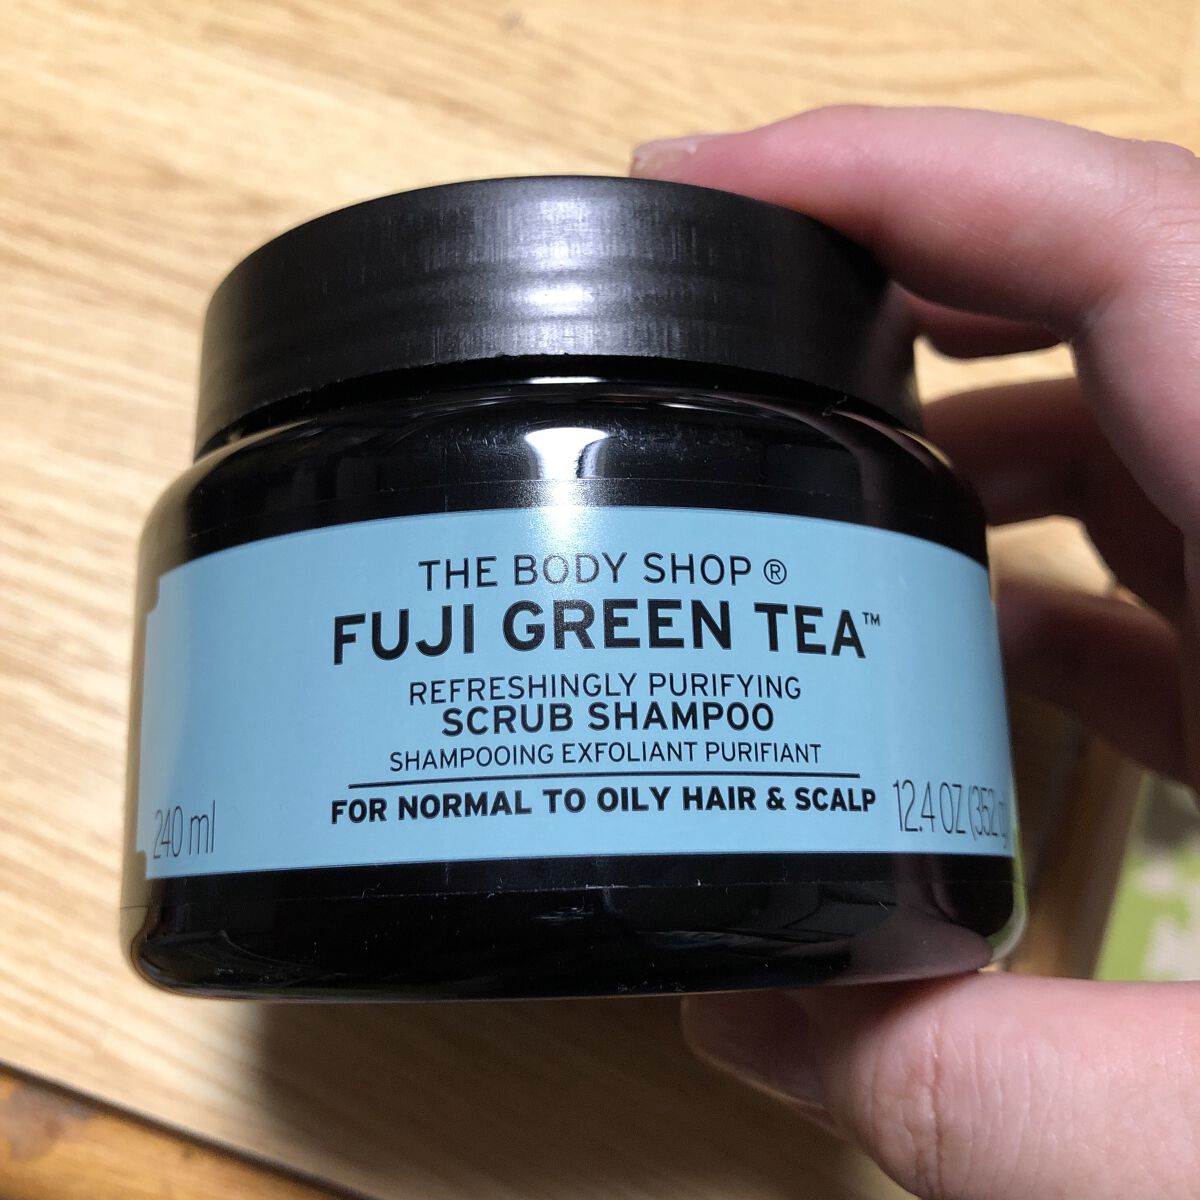 THE BODY SHOP ®
FUJI GREEN TEA™
REFRESHINGLY PURIFYING
SCRUB SHAMPOO
SHAMPOOING EXFOLIANT PURIFIANT
FOR NORMAL TO OILY HAIR & SCALP
240 ml
12.4 OZ (352 g)